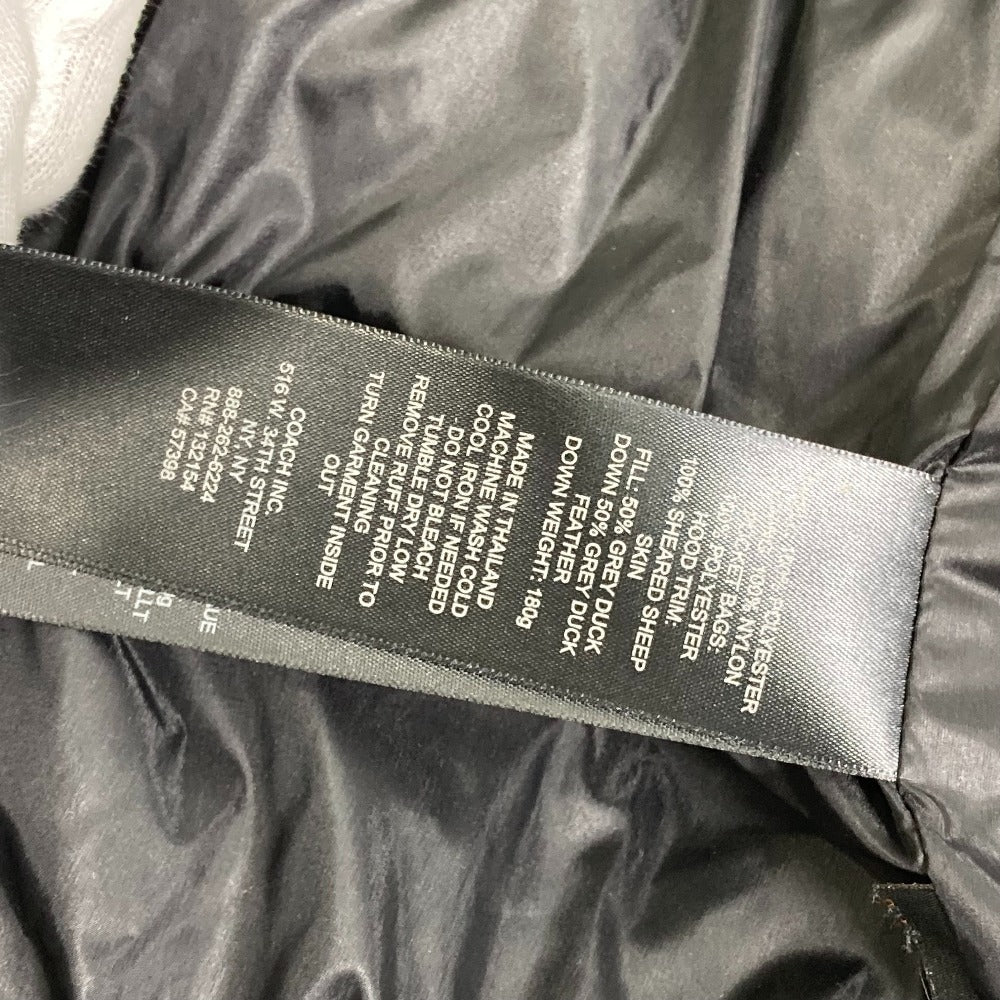 POLYESTER
100% NYLON
POCKET BAGS:
100% POLYESTER
HOOD TRIM:
100% SHEARED SHEEP
SKIN
FILL: 50% GREY DUCK
DOWN 50% GREY DUCK
FEATHER
DOWN WEIGHT: 180g
MADE IN THAILAND
MACHINE WASH COLD
COOL IRON IF NEEDED
DO NOT BLEACH
TUMBLE DRY LOW
REMOVE RUFF PRIOR TO
CLEANING
TURN GARMENT INSIDE
OUT
COACH INC.
516 W. 34TH STREET
NY NY
888-262-6224
RN# 132154
CA# 57398